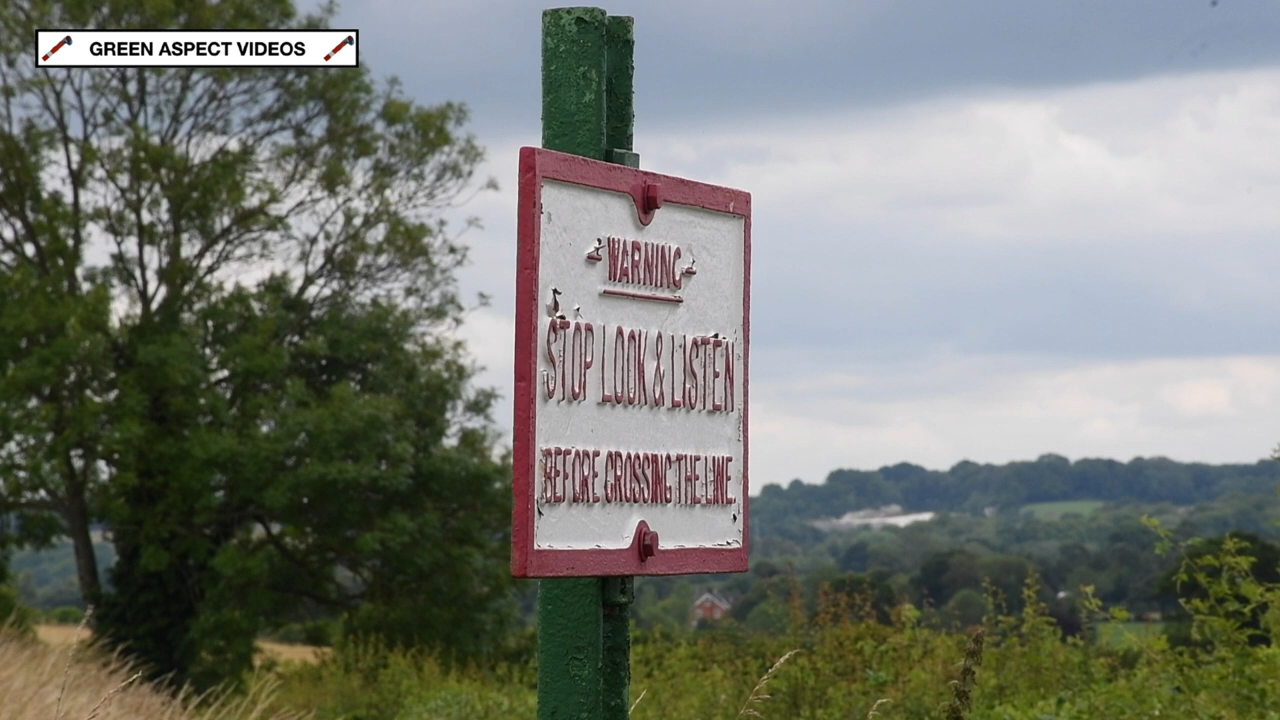 GREEN ASPECT VIDEOS
WARNING
STOP LOOK & LISTEN
BEFORE CROSSING THE LINE.